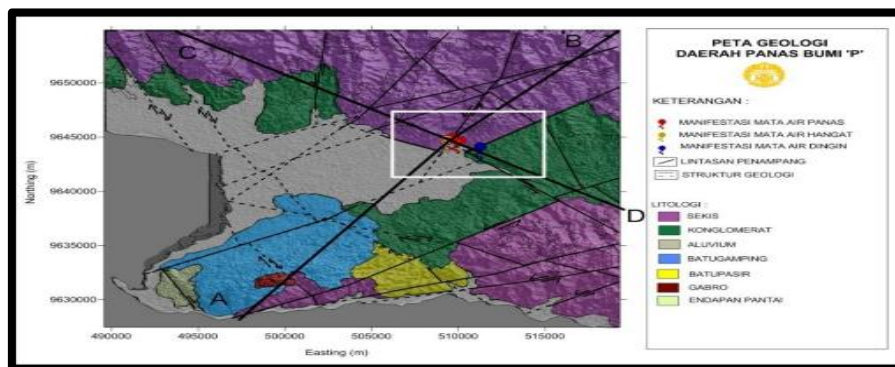 PETA GEOLOGI
DAERAH PANAS BUMI 'P'
KETERANGAN :
MANIFESTASI MATA AIR PANAS
MANIFESTASI MATA AIR HANGAT
MANIFESTASI MATA AIR DINGIN
LINTASAN PENAMPANG
STRUKTUR GEOLOGI
LITOLOGI :
SEKIS
KONGLOMERAT
ALUVIUM
BATUGAMPING
BATUPASIR
GABRO
ENDAPAN PANTAI
C
B
D
A
Northing (m)
9650000
9645000
9640000
9635000
9630000
490000 495000 500000 505000 510000 515000
Easting (m)